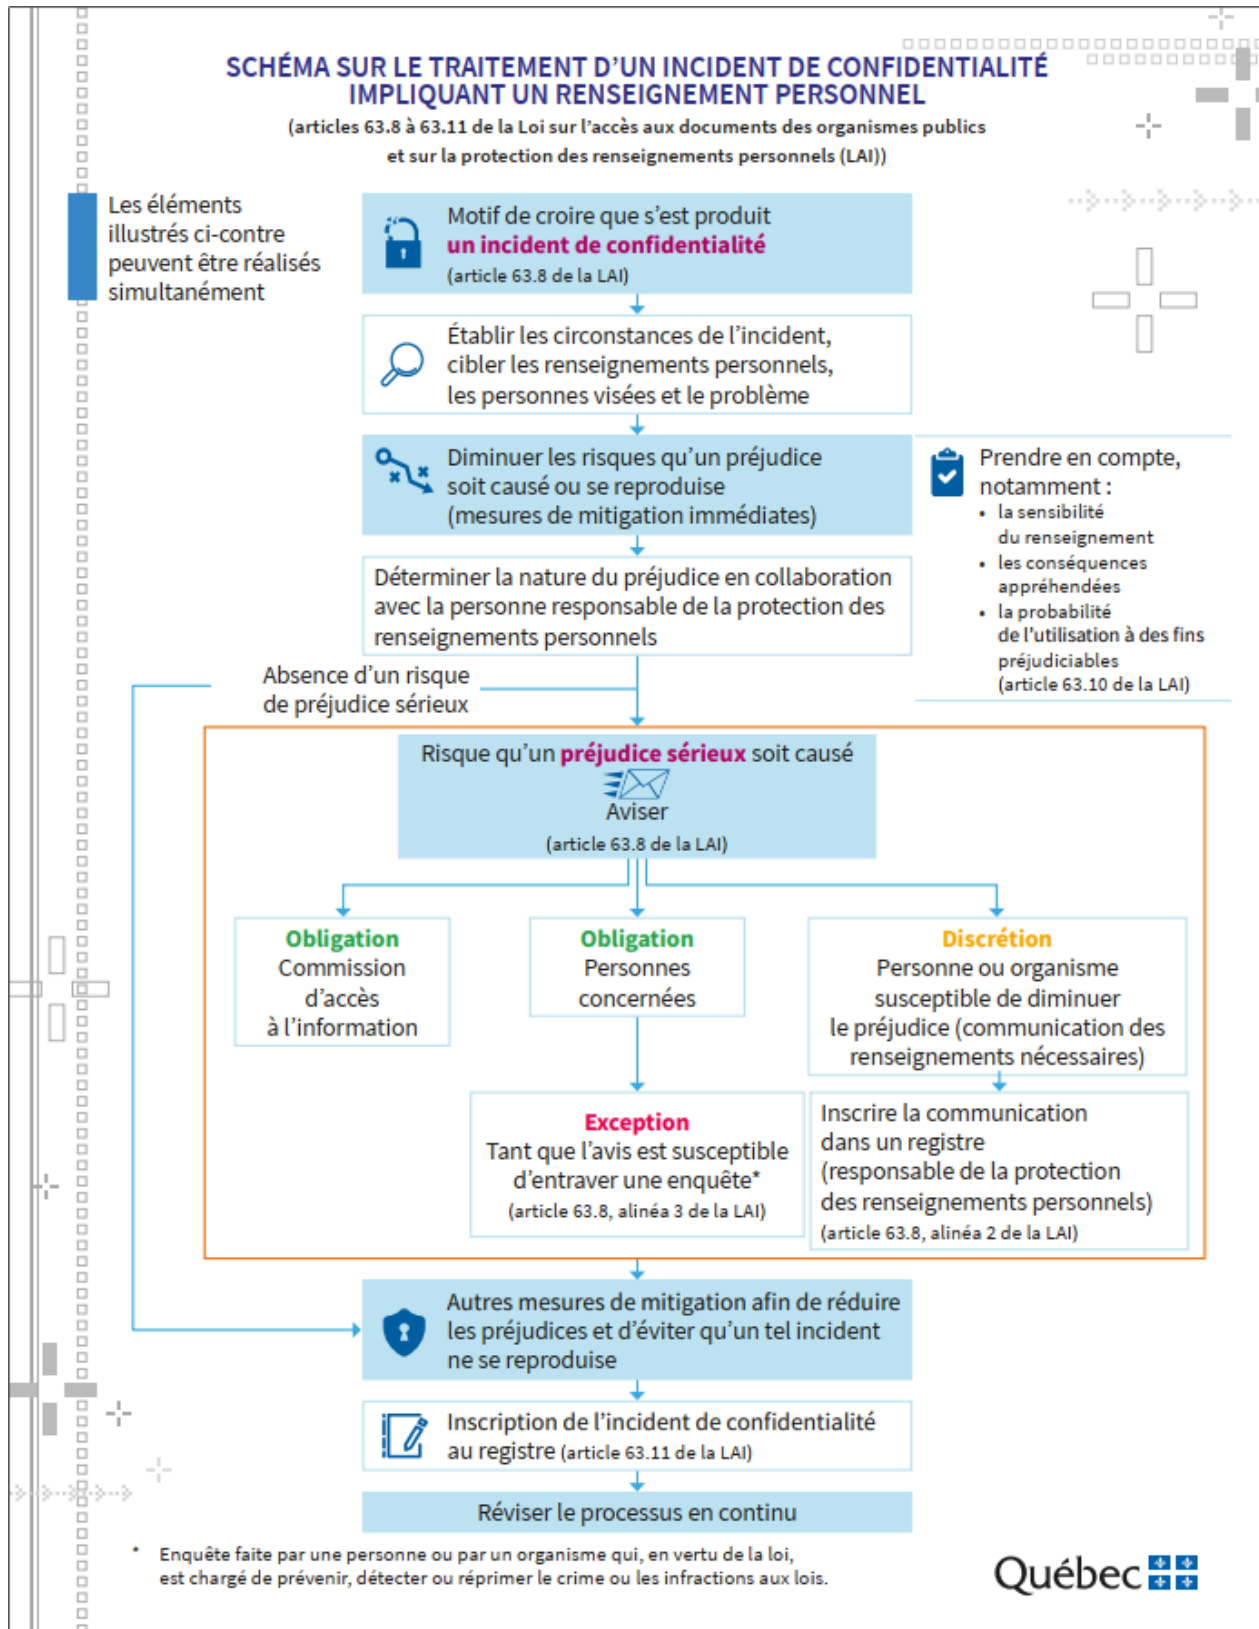 SCHÉMA SUR LE TRAITEMENT D'UN INCIDENT DE CONFIDENTIALITÉ
IMPLIQUANT UN RENSEIGNEMENT PERSONNEL
(articles 63.8 à 63.11 de la Loi sur l'accès aux documents des organismes publics
et sur la protection des renseignements personnels (LAI))
Les éléments
illustrés ci-contre
peuvent être réalisés
simultanément
Motif de croire que s'est produit
un incident de confidentialité
(article 63.8 de la LAI)
Établir les circonstances de l'incident,
cibler les renseignements personnels,
les personnes visées et le problème
Diminuer les risques qu'un préjudice
soit causé ou se reproduise
(mesures de mitigation immédiates)
Prendre en compte,
notamment :
• la sensibilité
du renseignement
• les conséquences
appréhendées
• la probabilité
de l'utilisation à des fins
préjudiciables
(article 63.10 de la LAI)
Déterminer la nature du préjudice en collaboration
avec la personne responsable de la protection des
renseignements personnels
Absence d'un risque
de préjudice sérieux
Risque qu'un préjudice sérieux soit causé
Aviser
(article 63.8 de la LAI)
Obligation
Commission
d'accès
à l'information
Obligation
Personnes
concernées
Discrétion
Personne ou organisme
susceptible de diminuer
le préjudice (communication des
renseignements nécessaires)
Exception
Tant que l'avis est susceptible
d'entraver une enquête*
(article 63.8, alinéa 3 de la LAI)
Inscrire la communication
dans un registre
(responsable de la protection
des renseignements personnels)
(article 63.8, alinéa 2 de la LAI)
Autres mesures de mitigation afin de réduire
les préjudices et d'éviter qu'un tel incident
ne se reproduise
Inscription de l'incident de confidentialité
au registre (article 63.11 de la LAI)
Réviser le processus en continu
* Enquête faite par une personne ou par un organisme qui, en vertu de la loi,
est chargé de prévenir, détecter ou réprimer le crime ou les infractions aux lois.
Québec